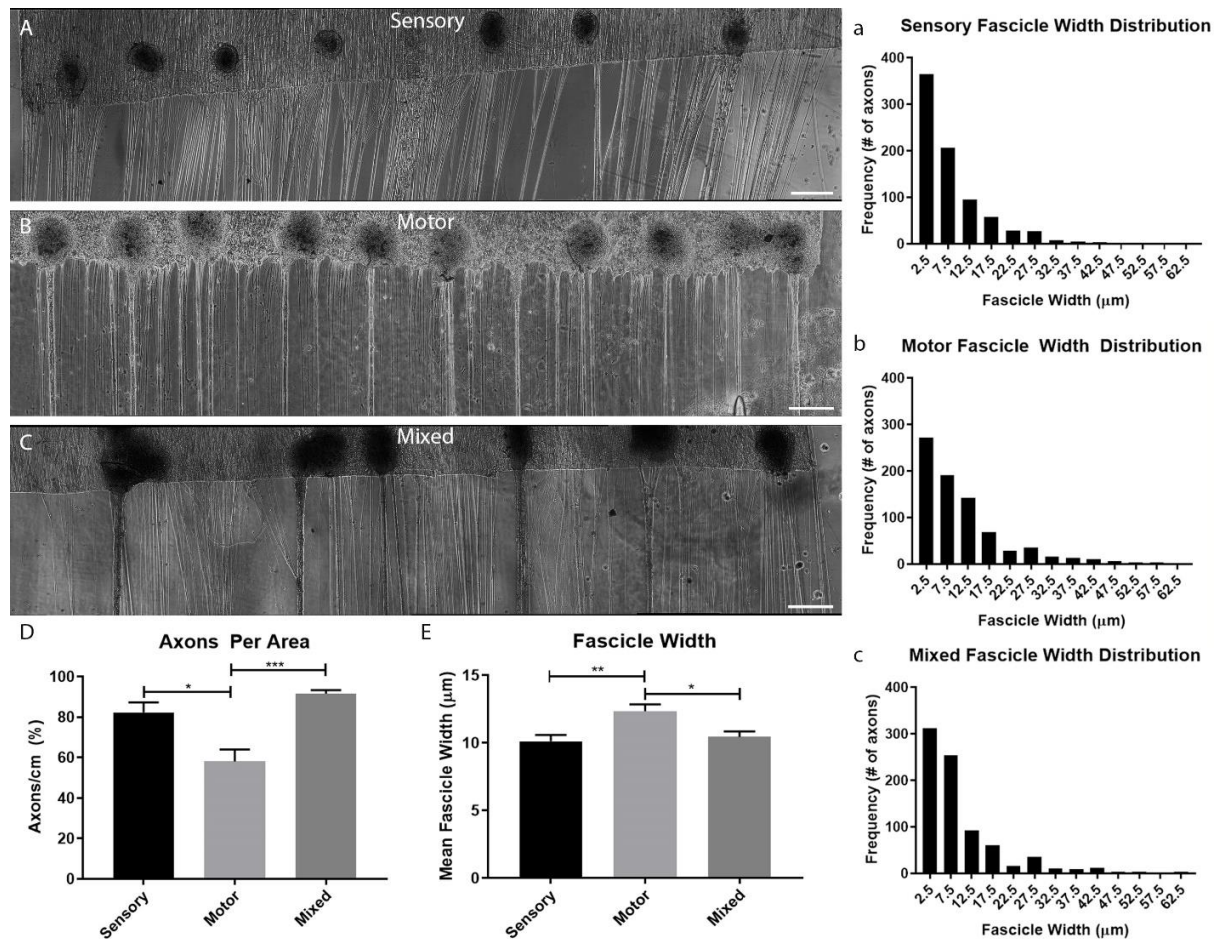 A
Sensory
B
Motor
C
Mixed
a
Sensory Fascicle Width Distribution
Frequency (# of axons)
400
300
200
100
0
2.5
7.5
12.5
17.5
22.5
27.5
32.5
37.5
42.5
47.5
52.5
57.5
62.5
Fascicle Width (μm)
b
Motor Fascicle Width Distribution
Frequency (# of axons)
400
300
200
100
0
2.5
7.5
12.5
17.5
22.5
27.5
32.5
37.5
42.5
47.5
52.5
57.5
62.5
Fascicle Width (μm)
c
Mixed Fascicle Width Distribution
Frequency (# of axons)
400
300
200
100
0
2.5
7.5
12.5
17.5
22.5
27.5
32.5
37.5
42.5
47.5
52.5
57.5
62.5
Fascicle Width (μm)
D
Axons Per Area
Axons/cm (%)
100
80
60
40
20
0
*
***
Sensory
Motor
Mixed
E
Fascicle Width
Mean Fascicle Width (μm)
15
10
5
0
**
*
Sensory
Motor
Mixed